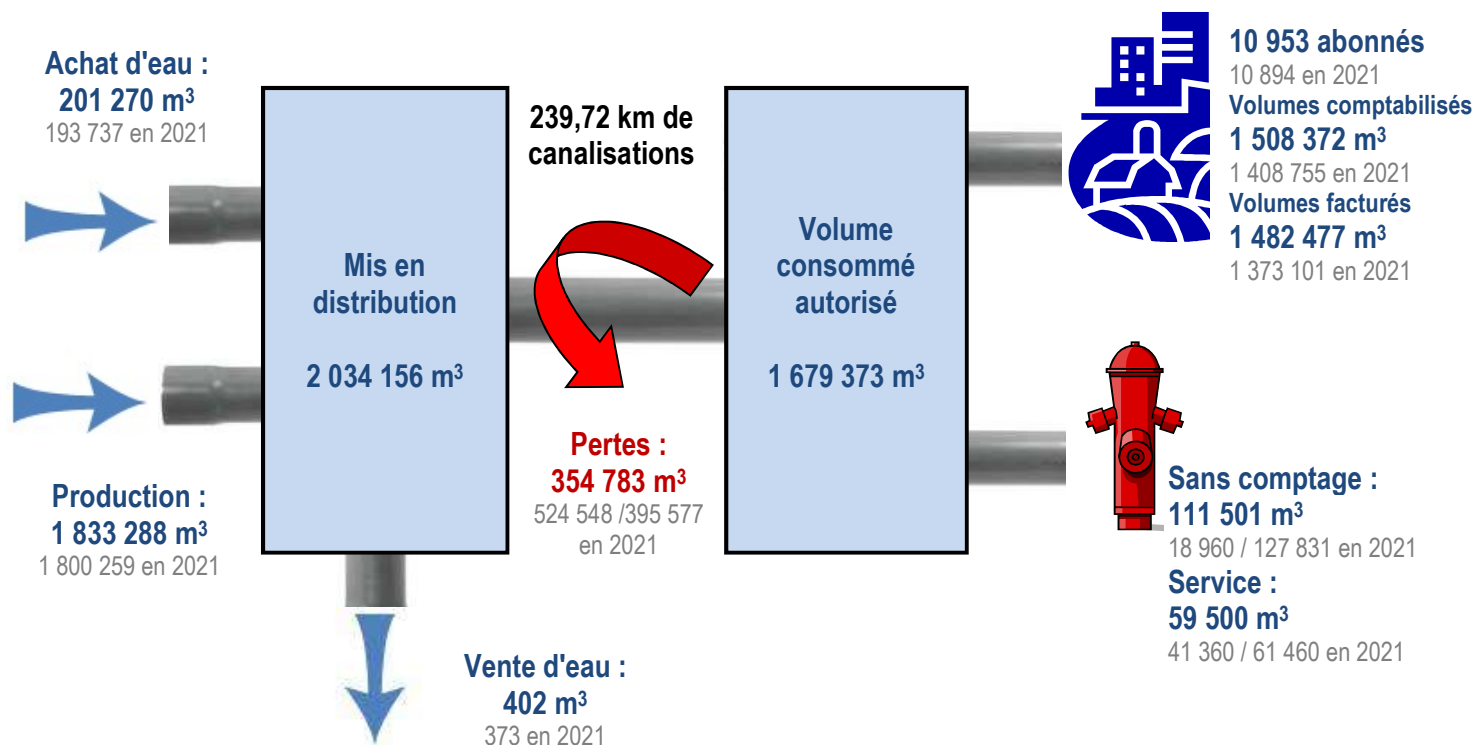 Achat d'eau :
201 270 m³
193 737 en 2021
Production :
1 833 288 m³
1 800 259 en 2021
Mis en
distribution
2 034 156 m³
Vente d'eau :
402 m³
373 en 2021
239,72 km de
canalisations
Pertes :
354 783 m³
524 548 /395 577
en 2021
Volume
consommé
autorisé
1 679 373 m³
10 953 abonnés
10 894 en 2021
Volumes comptabilisés
1 508 372 m³
1 408 755 en 2021
Volumes facturés
1 482 477 m³
1 373 101 en 2021
Sans comptage :
111 501 m³
18 960 / 127 831 en 2021
Service :
59 500 m³
41 360 / 61 460 en 2021